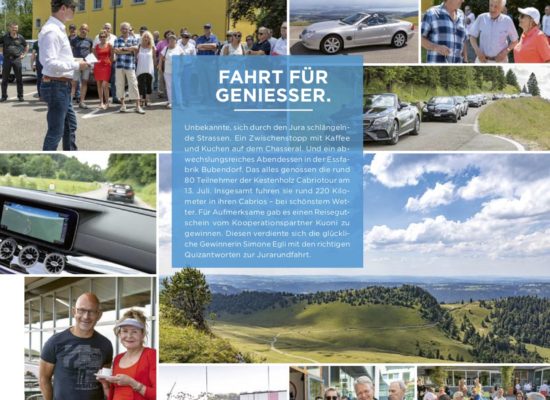 FAHRT FÜR
GENIESSER.
Unbekannte, sich durch den Jura schlängeln-
de Strassen. Ein Zwischenstopp mit Kaffee
und Kuchen auf dem Chasseral. Und ein ab-
wechslungsreiches Abendessen in der Essfa-
brik Bubendorf. Das alles genossen die rund
80 Teilnehmer der Kestenholz Cabriotour am
13. Juli. Insgesamt fuhren sie rund 220 Kilo-
meter in ihren Cabrios – bei schönstem Wet-
ter. Für Aufmerksame gab es einen Reisegut-
schein vom Kooperationspartner Kuoni zu
gewinnen. Diesen verdiente sich die glückli-
che Gewinnerin Simone Egli mit den richtigen
Quizantworten zur Jurarundfahrt.